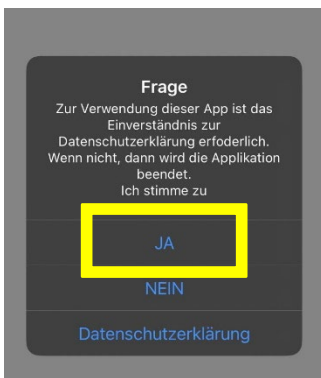 Frage
Zur Verwendung dieser App ist das
Einverständnis zur
Datenschutzerklärung erfoderlich.
Wenn nicht, dann wird die Applikation
beendet.
Ich stimme zu
JA
NEIN
Datenschutzerklärung